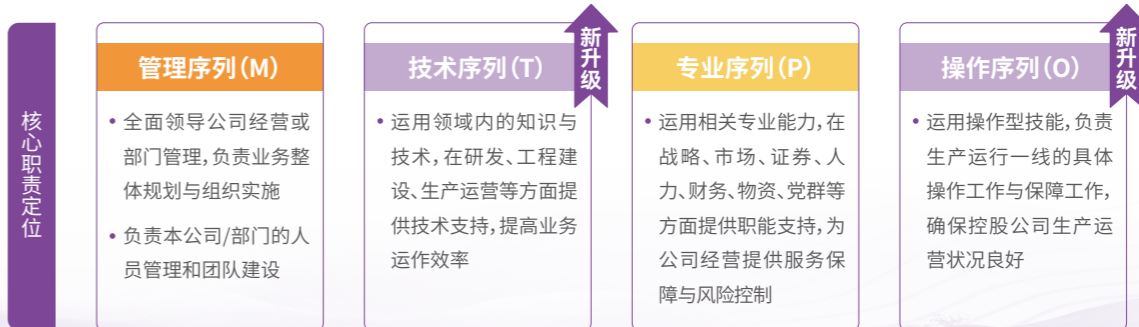 核心职责定位
管理序列(M)
• 全面领导公司经营或
部门管理,负责业务整
体规划与组织实施
• 负责本公司/部门的人
员管理和团队建设
技术序列(T)
新升级
• 运用领域内的知识与
技术,在研发、工程建
设、生产运营等方面提
供技术支持,提高业务
运作效率
专业序列(P)
• 运用相关专业能力,在
战略、市场、证券、人
力、财务、物资、党群等
方面提供职能支持,为
公司经营提供服务保
障与风险控制
操作序列(O)
新升级
• 运用操作型技能,负责
生产运行一线的具体
操作工作与保障工作,
确保控股公司生产运
营状况良好